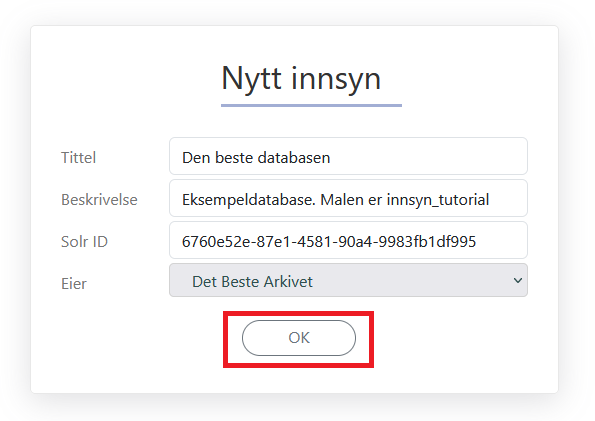 Nytt innsyn
Tittel Den beste databasen
Beskrivelse Eksempeldatabase. Malen er innsyn_tutorial
Solr ID 6760e52e-87e1-4581-90a4-9983fb1df995
Eier Det Beste Arkivet
OK